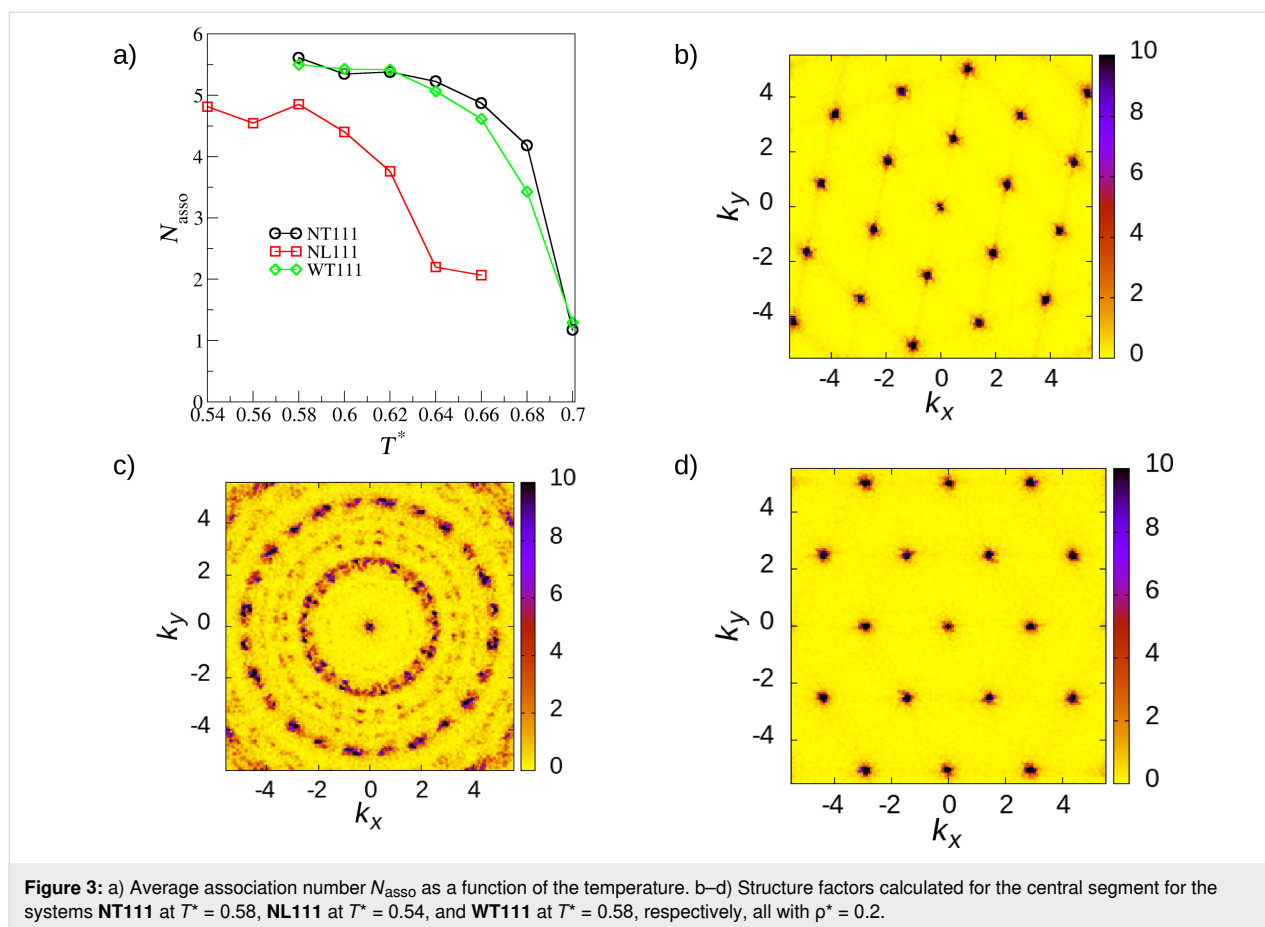 a)
6
5
4
3
2
1
0
N_asso
NT111
NL111
WT111
0.54 0.56 0.58 0.6 0.62 0.64 0.66 0.68 0.7
T*
b)
4
2
0
-2
-4
k_y
-4 -2 0 2 4
k_x
10
8
6
4
2
0
c)
4
2
0
-2
-4
k_y
-4 -2 0 2 4
k_x
10
8
6
4
2
0
d)
4
2
0
-2
-4
k_y
-4 -2 0 2 4
k_x
10
8
6
4
2
0
Figure 3: a) Average association number N_asso as a function of the temperature. b–d) Structure factors calculated for the central segment for the
systems NT111 at T* = 0.58, NL111 at T* = 0.54, and WT111 at T* = 0.58, respectively, all with ρ* = 0.2.